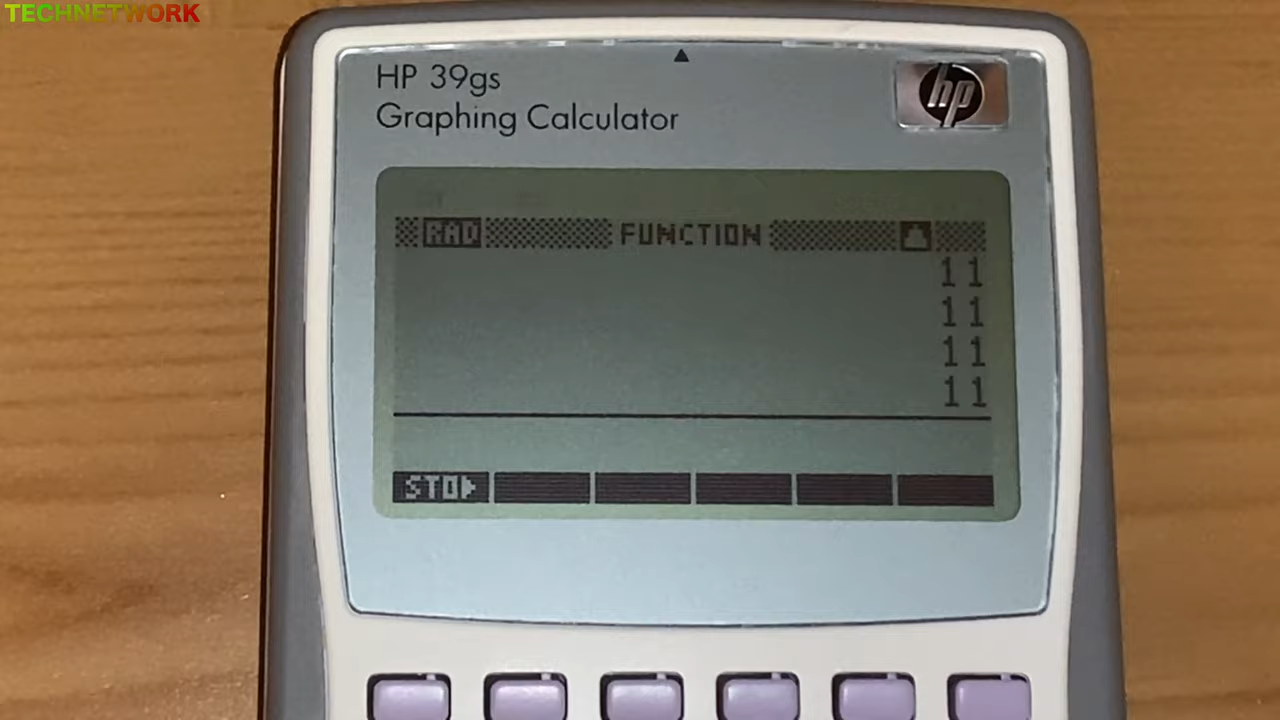 TECHNETWORK
HP 39gs
Graphing Calculator
hp
RAD FUNCTION
11
11
11
11
STO▶